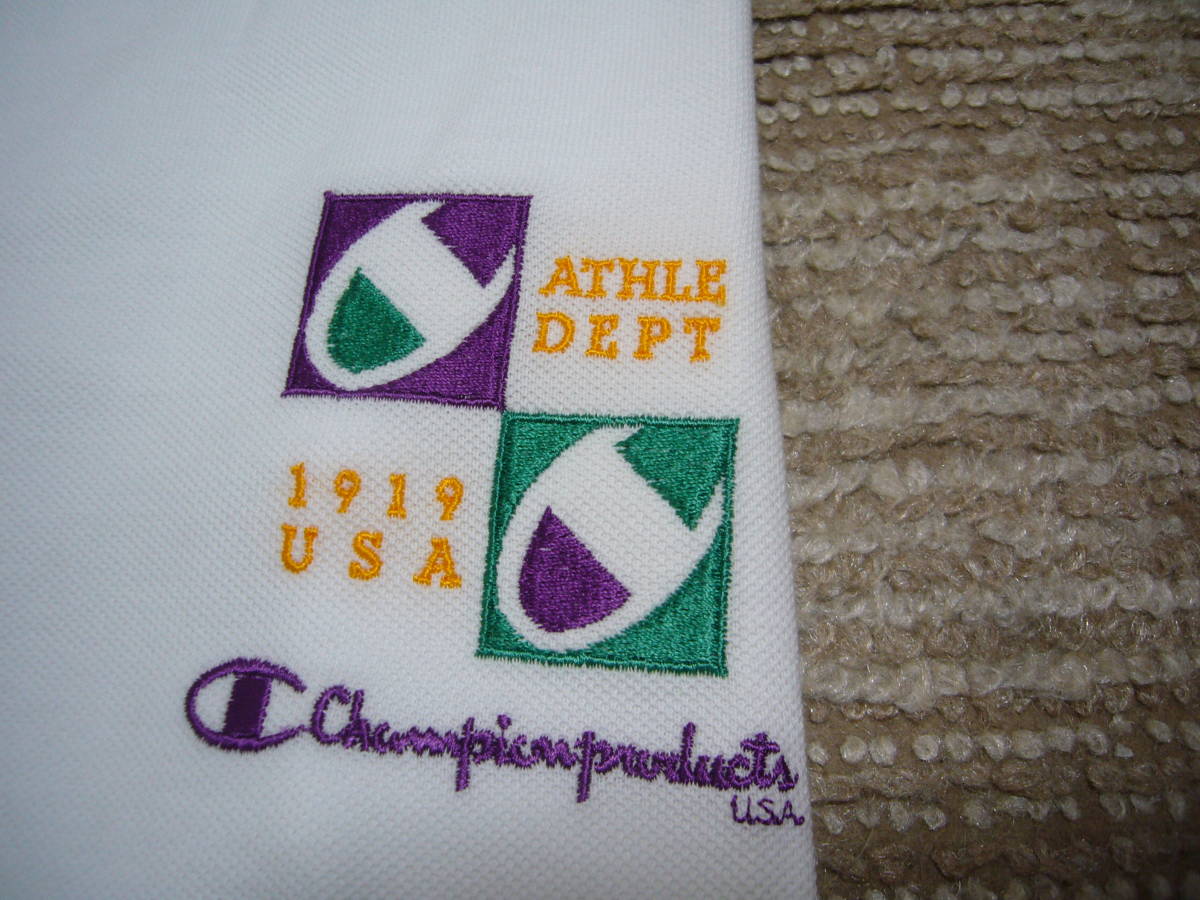 ATHLE
DEPT
1919
USA
Championproducts
U.S.A.